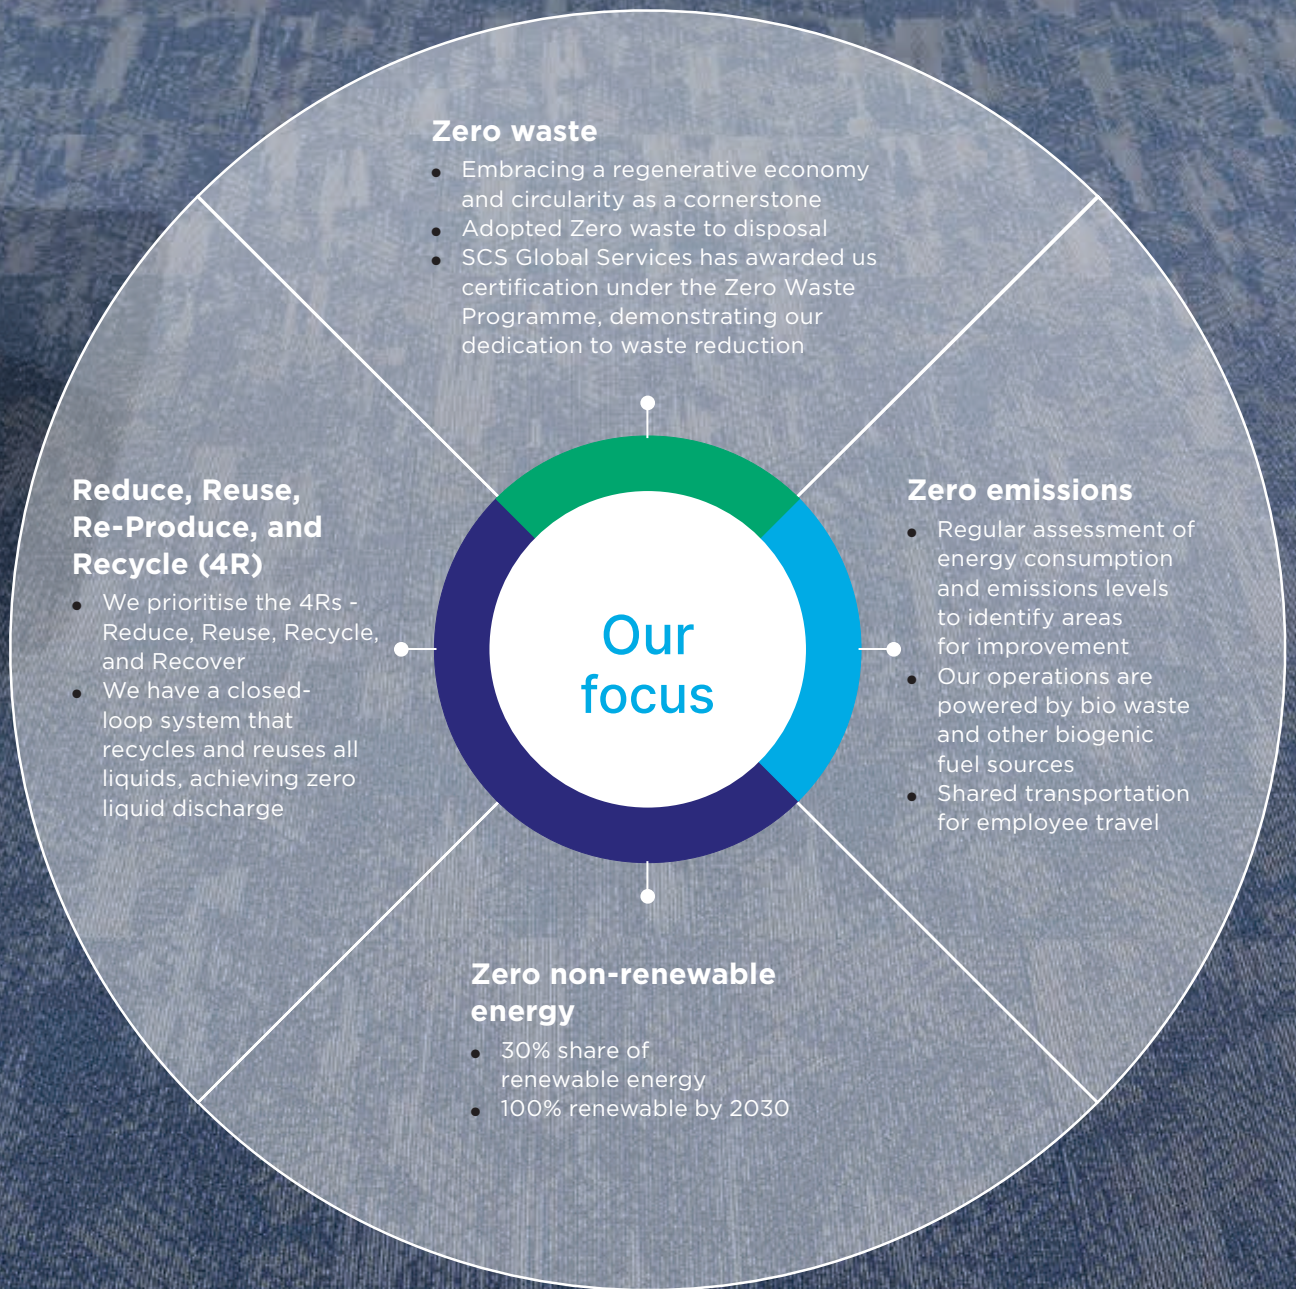 Zero waste
• Embracing a regenerative economy
and circularity as a cornerstone
• Adopted Zero waste to disposal
• SCS Global Services has awarded us
certification under the Zero Waste
Programme, demonstrating our
dedication to waste reduction
Reduce, Reuse,
Re-Produce, and
Recycle (4R)
• We prioritise the 4Rs -
Reduce, Reuse, Recycle,
and Recover
• We have a closed-
loop system that
recycles and reuses all
liquids, achieving zero
liquid discharge
Our
focus
Zero emissions
• Regular assessment of
energy consumption
and emissions levels
to identify areas
for improvement
• Our operations are
powered by bio waste
and other biogenic
fuel sources
• Shared transportation
for employee travel
Zero non-renewable
energy
• 30% share of
renewable energy
• 100% renewable by 2030